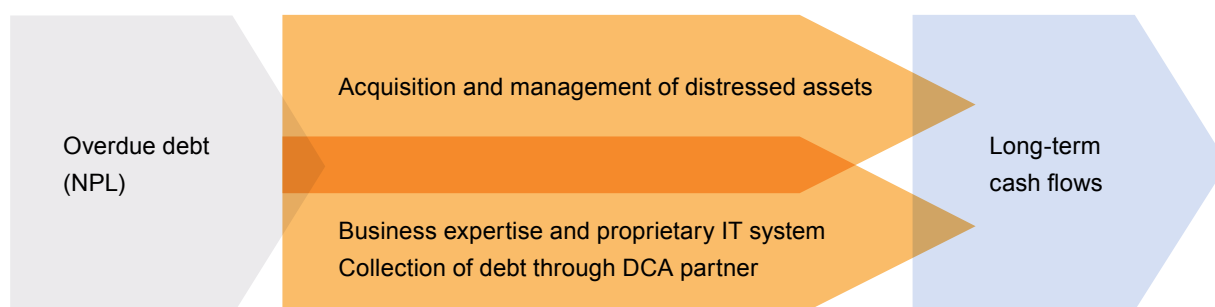 Overdue debt
(NPL)
Acquisition and management of distressed assets
Business expertise and proprietary IT system
Collection of debt through DCA partner
Long-term
cash flows